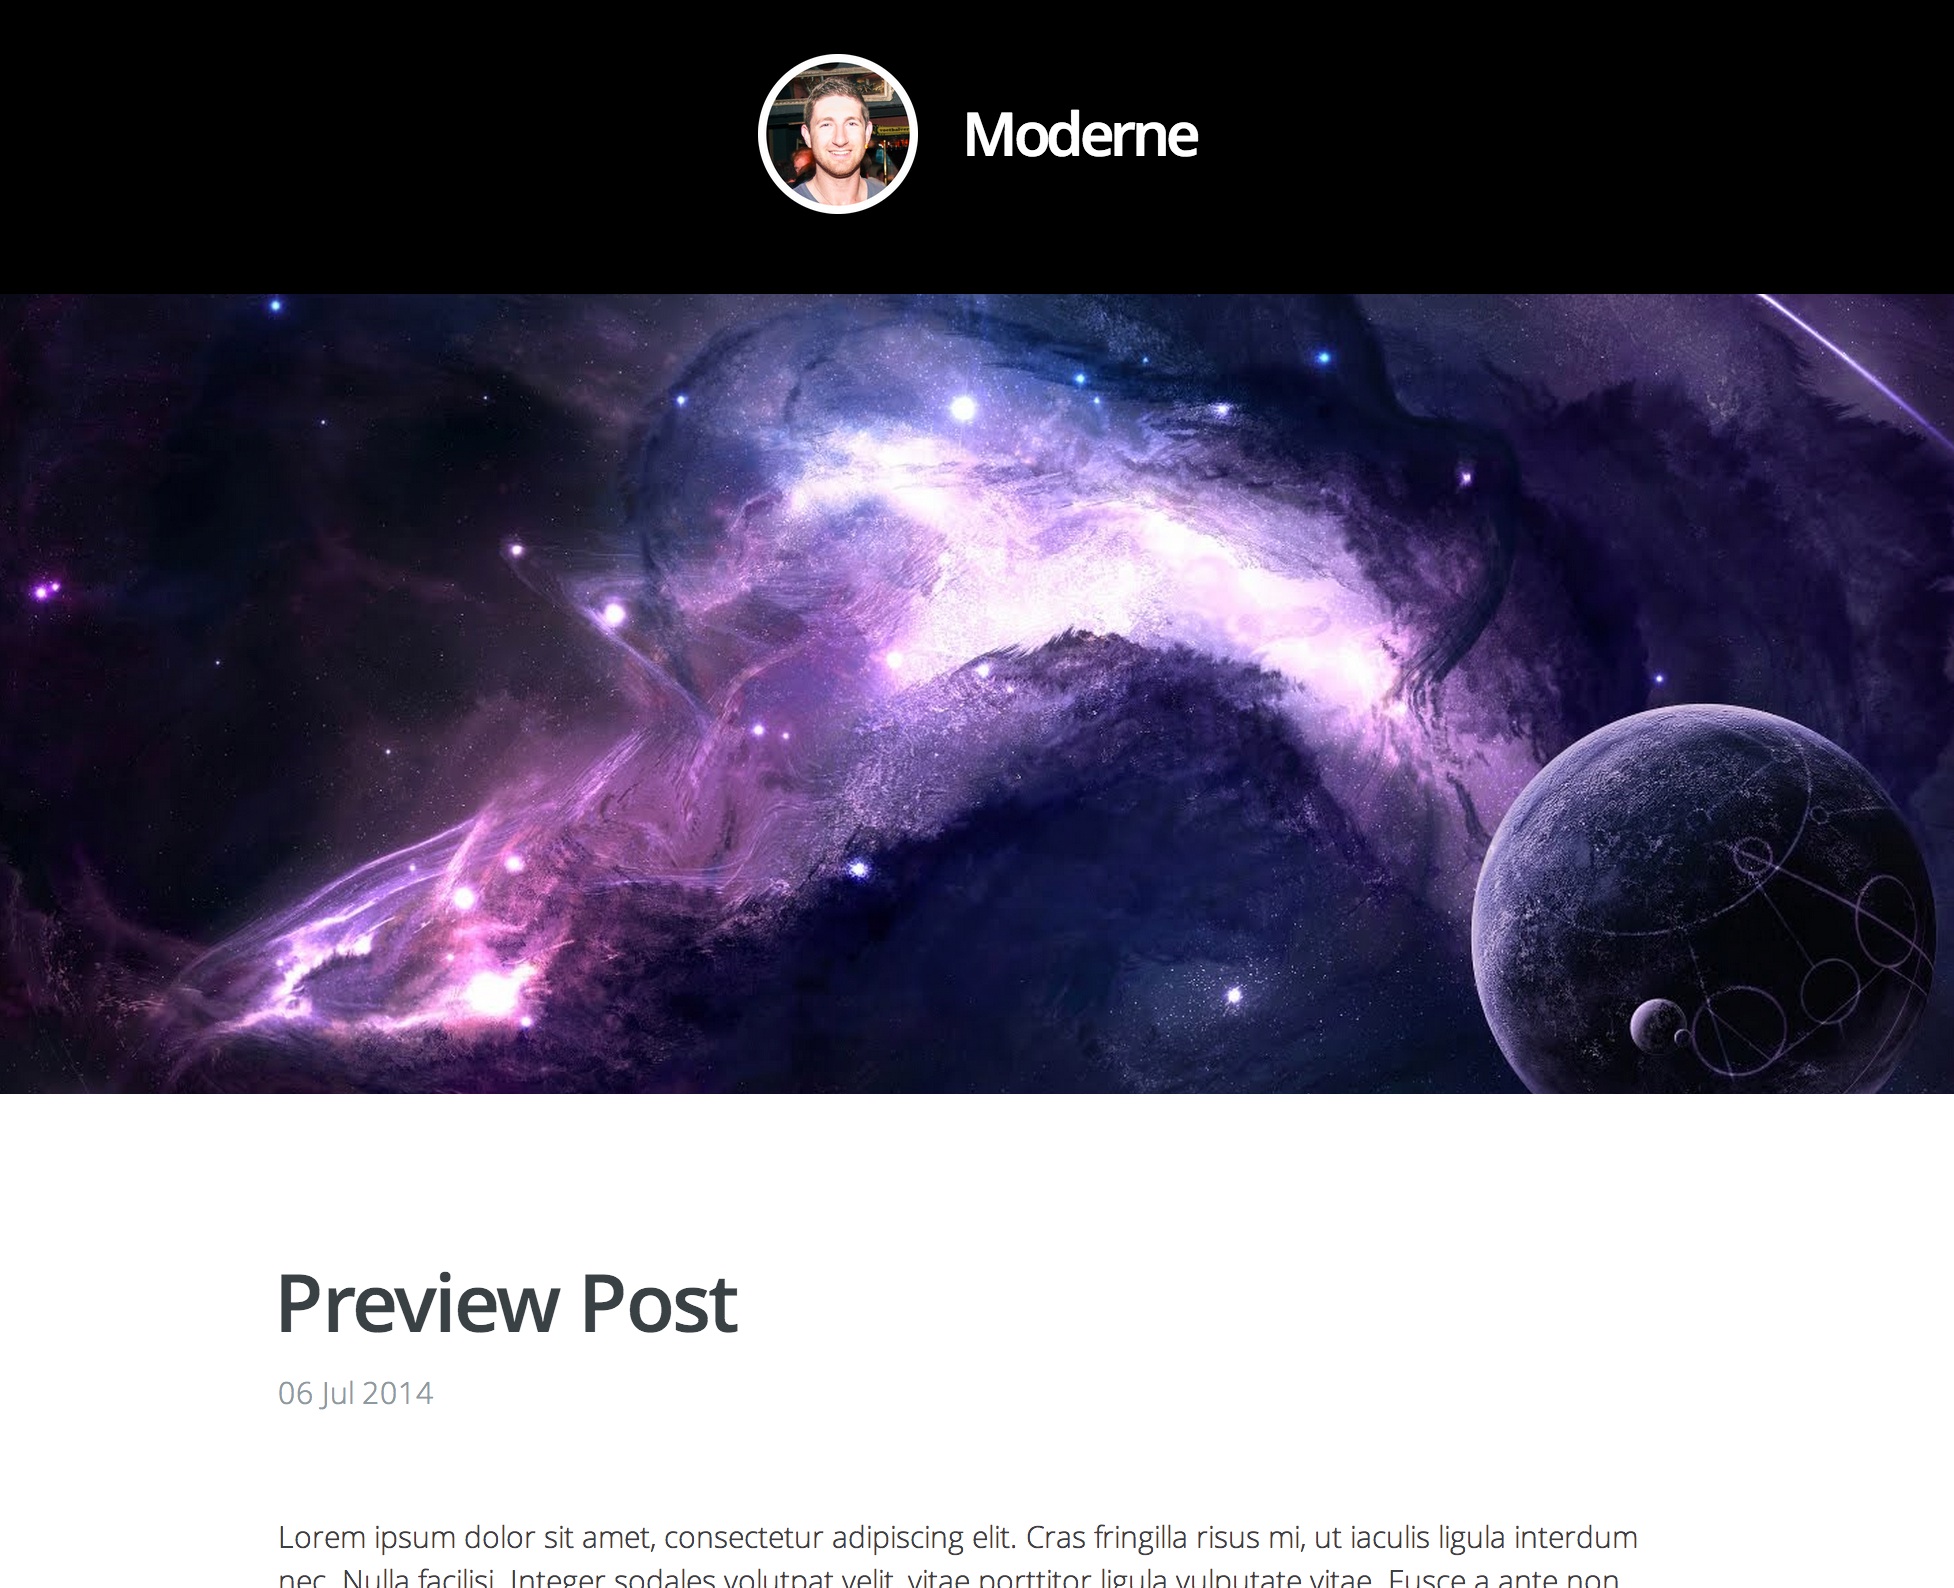 Moderne
Preview Post
06 Jul 2014
Lorem ipsum dolor sit amet, consectetur adipiscing elit. Cras fringilla risus mi, ut iaculis ligula interdum
nec. Nulla facilisi. Integer sodales volutpat velit, vitae porttitor ligula vulputate vitae. Fusce a ante non